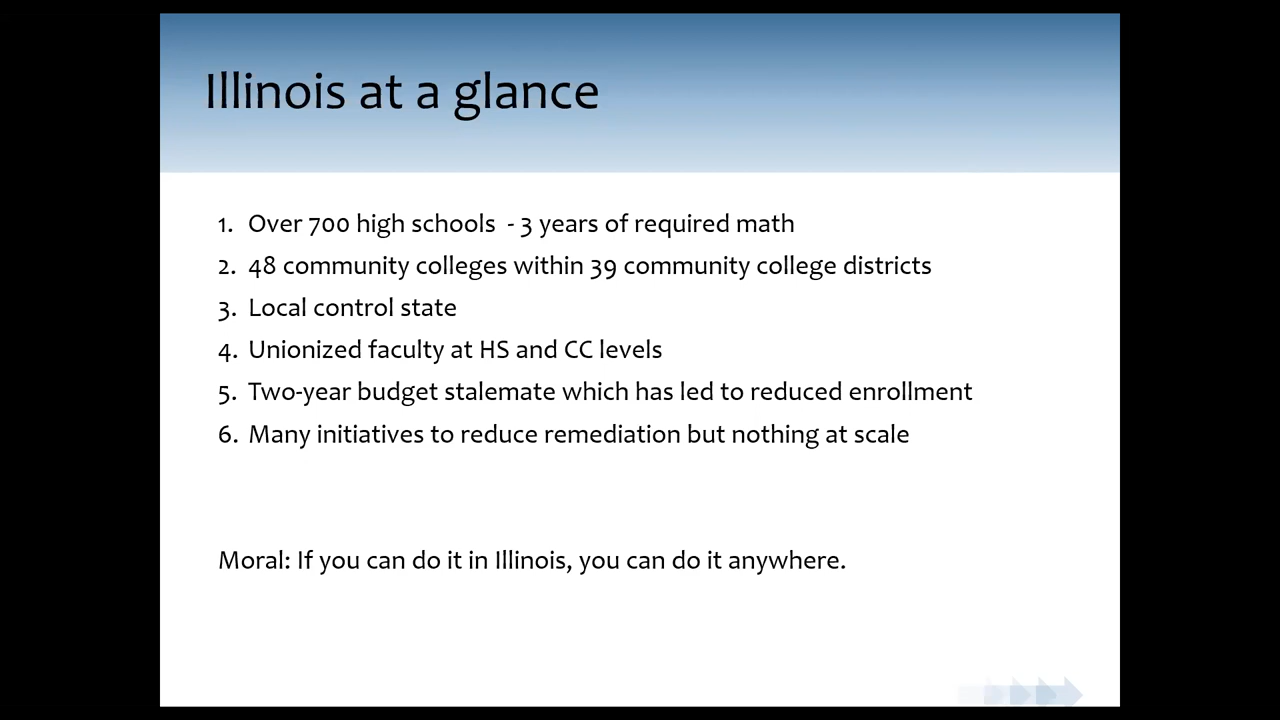 Illinois at a glance
1. Over 700 high schools - 3 years of required math
2. 48 community colleges within 39 community college districts
3. Local control state
4. Unionized faculty at HS and CC levels
5. Two-year budget stalemate which has led to reduced enrollment
6. Many initiatives to reduce remediation but nothing at scale
Moral: If you can do it in Illinois, you can do it anywhere.